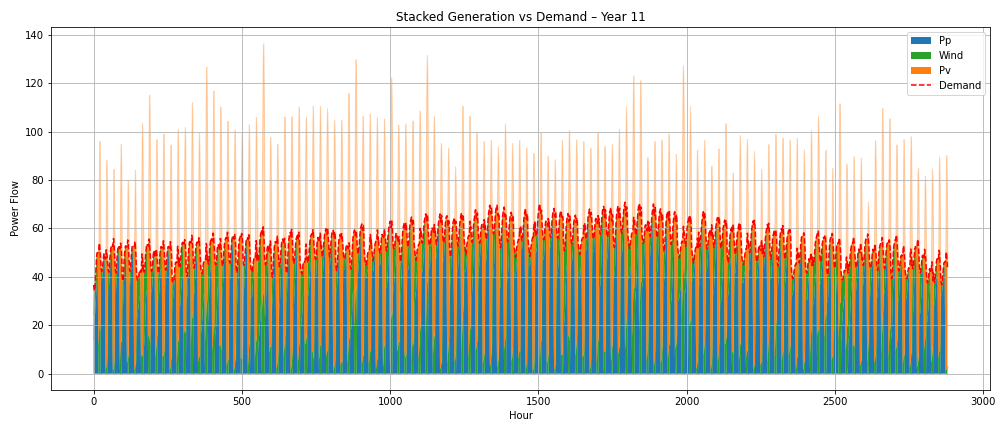 Stacked Generation vs Demand – Year 11
Power Flow
140
120
100
80
60
40
20
0
0 500 1000 1500 2000 2500 3000
Hour
Pp
Wind
Pv
Demand